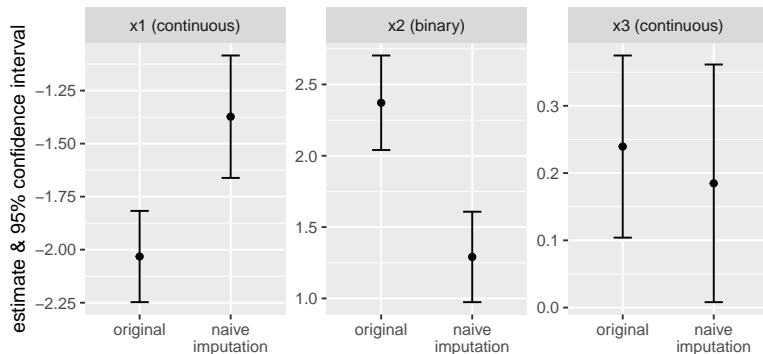 x1 (continuous)
x2 (binary)
x3 (continuous)
estimate & 95% confidence interval
−1.25
−1.50
−1.75
−2.00
−2.25
2.5
2.0
1.5
1.0
0.3
0.2
0.1
0.0
original
naive
imputation
original
naive
imputation
original
naive
imputation